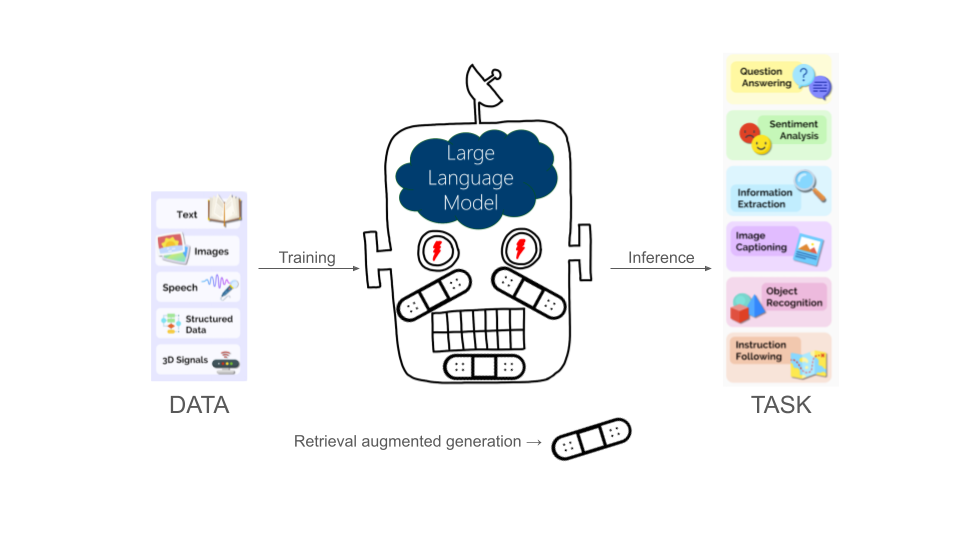 Text
Images
Speech
Structured
Data
3D Signals
DATA
Training
Large
Language
Model
Inference
Question
Answering
Sentiment
Analysis
Information
Extraction
Image
Captioning
Object
Recognition
Instruction
Following
TASK
Retrieval augmented generation →